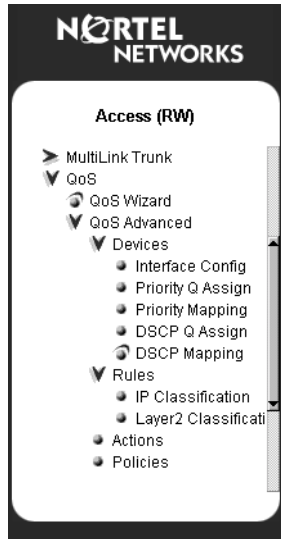 NORTEL
NETWORKS
Access (RW)
MultiLink Trunk
QoS
QoS Wizard
QoS Advanced
Devices
Interface Config
Priority Q Assign
Priority Mapping
DSCP Q Assign
DSCP Mapping
Rules
IP Classification
Layer2 Classificati
Actions
Policies